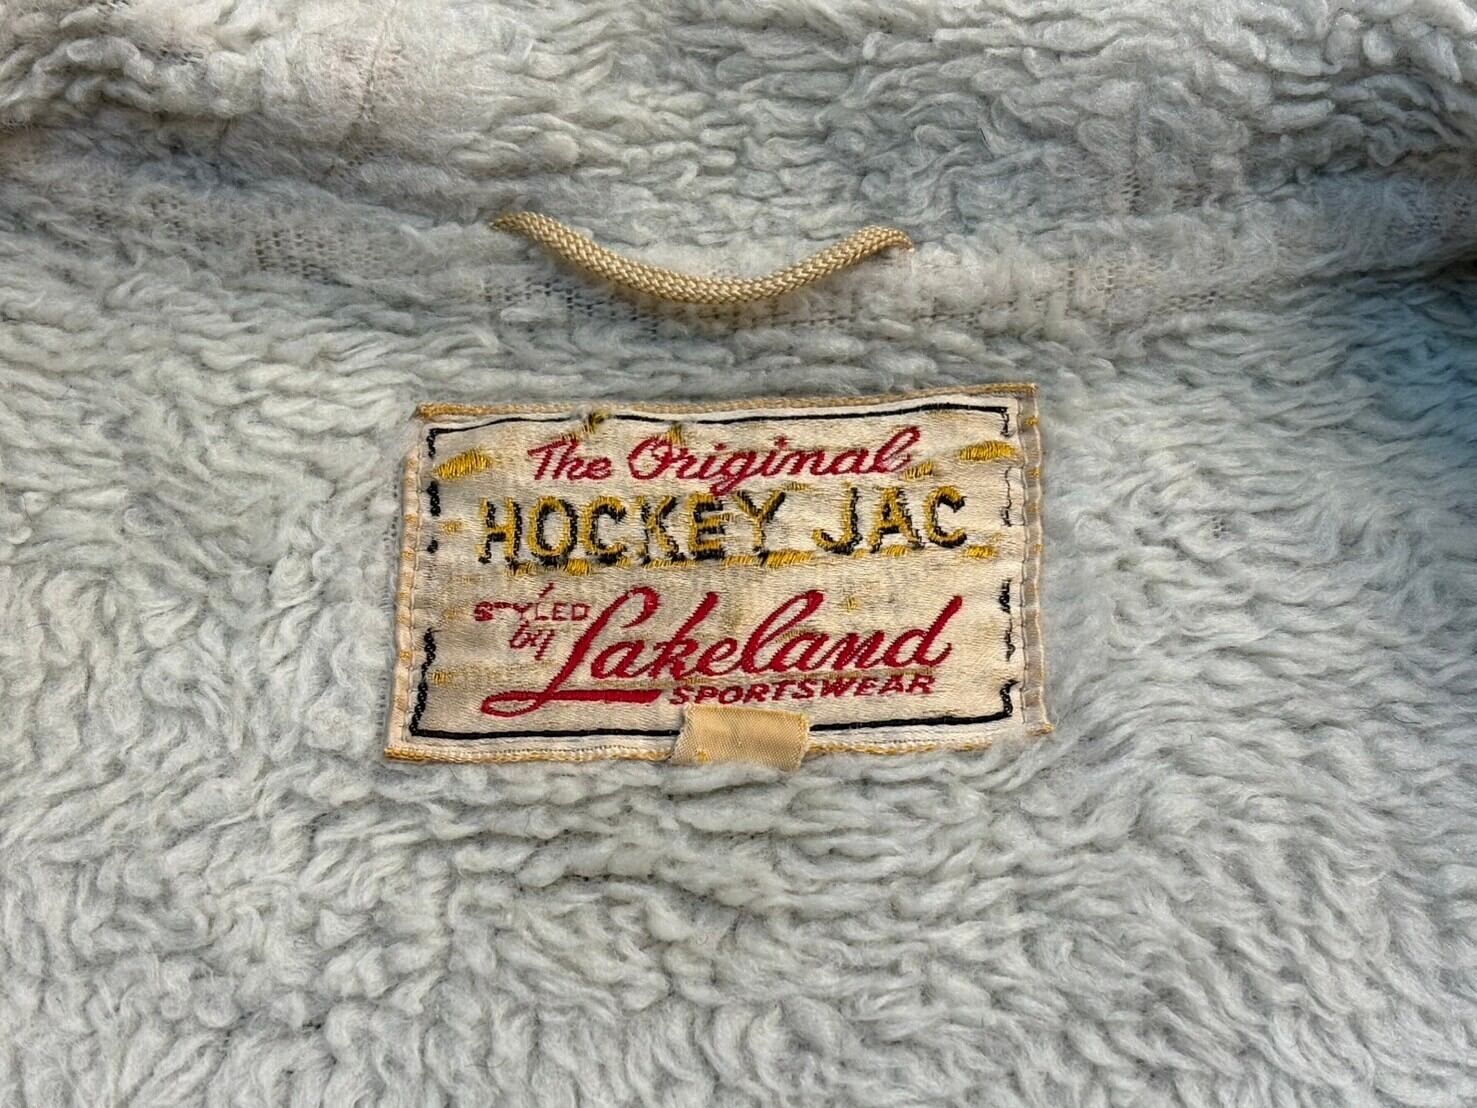 The Original
HOCKEY JAC
STYLED
by Lakeland
SPORTSWEAR